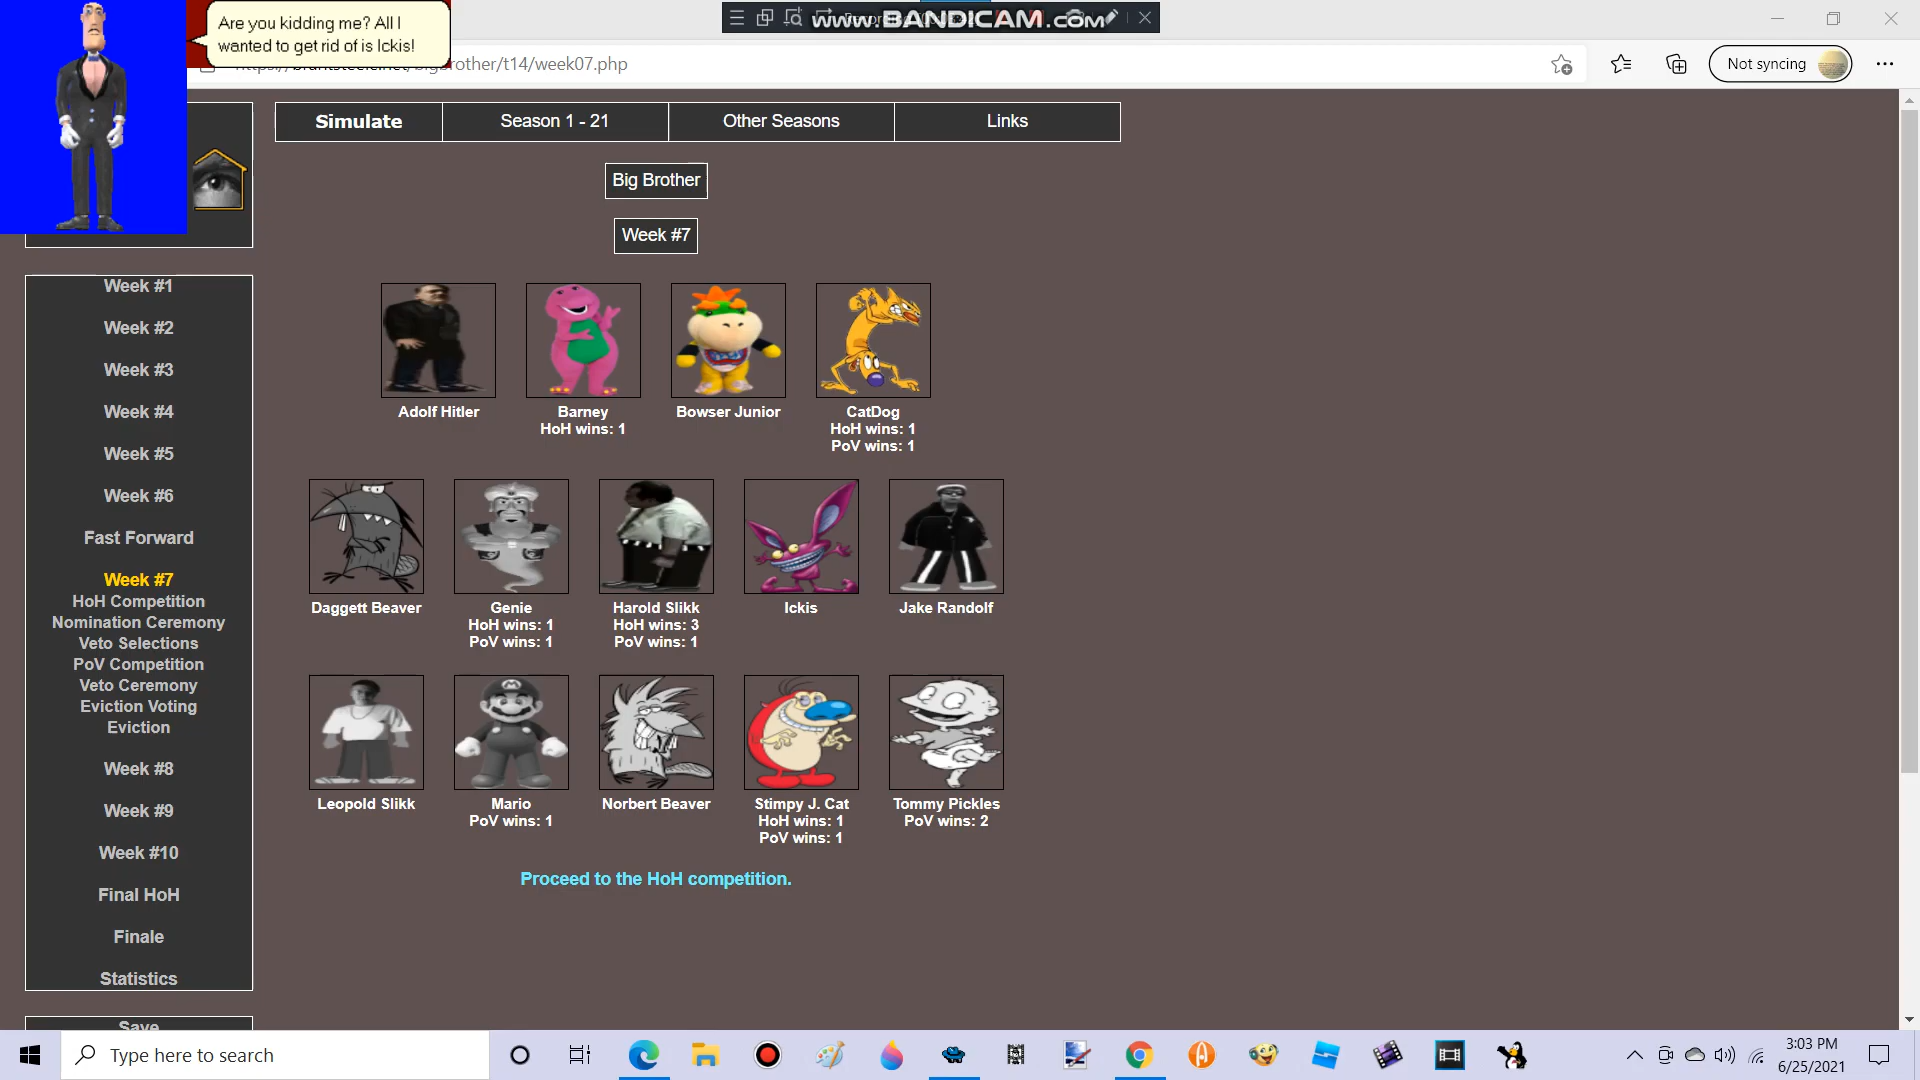 Are you kidding me? All I
wanted to get rid of is Ickis!
www.BANDICAM.com
/t14/week07.php
Not syncing
Simulate
Season 1 - 21
Other Seasons
Links
Big Brother
Week #7
Week #1
Week #2
Week #3
Week #4
Week #5
Week #6
Fast Forward
Week #7
HoH Competition
Nomination Ceremony
Veto Selections
PoV Competition
Veto Ceremony
Eviction Voting
Eviction
Week #8
Week #9
Week #10
Final HoH
Finale
Statistics
Save
Adolf Hitler
Barney
HoH wins: 1
Bowser Junior
CatDog
HoH wins: 1
PoV wins: 1
Daggett Beaver
Genie
HoH wins: 1
PoV wins: 1
Harold Slikk
HoH wins: 3
PoV wins: 1
Ickis
Jake Randolf
Leopold Slikk
Mario
PoV wins: 1
Norbert Beaver
Stimpy J. Cat
HoH wins: 1
PoV wins: 1
Tommy Pickles
PoV wins: 2
Proceed to the HoH competition.
Type here to search
3:03 PM
6/25/2021